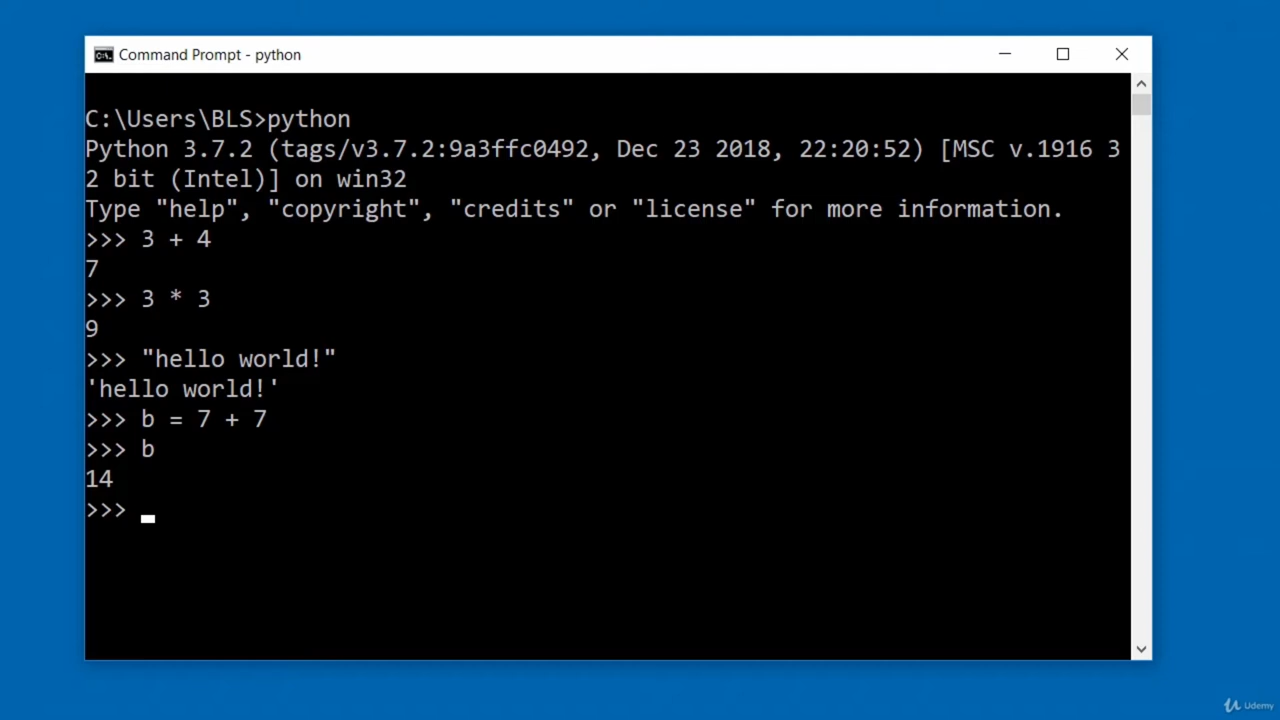 Command Prompt - python
C:\Users\BLS>python
Python 3.7.2 (tags/v3.7.2:9a3ffc0492, Dec 23 2018, 22:20:52) [MSC v.1916 3
2 bit (Intel)] on win32
Type "help", "copyright", "credits" or "license" for more information.
>>> 3 + 4
7
>>> 3 * 3
9
>>> "hello world!"
'hello world!'
>>> b = 7 + 7
>>> b
14
>>>
Udemy